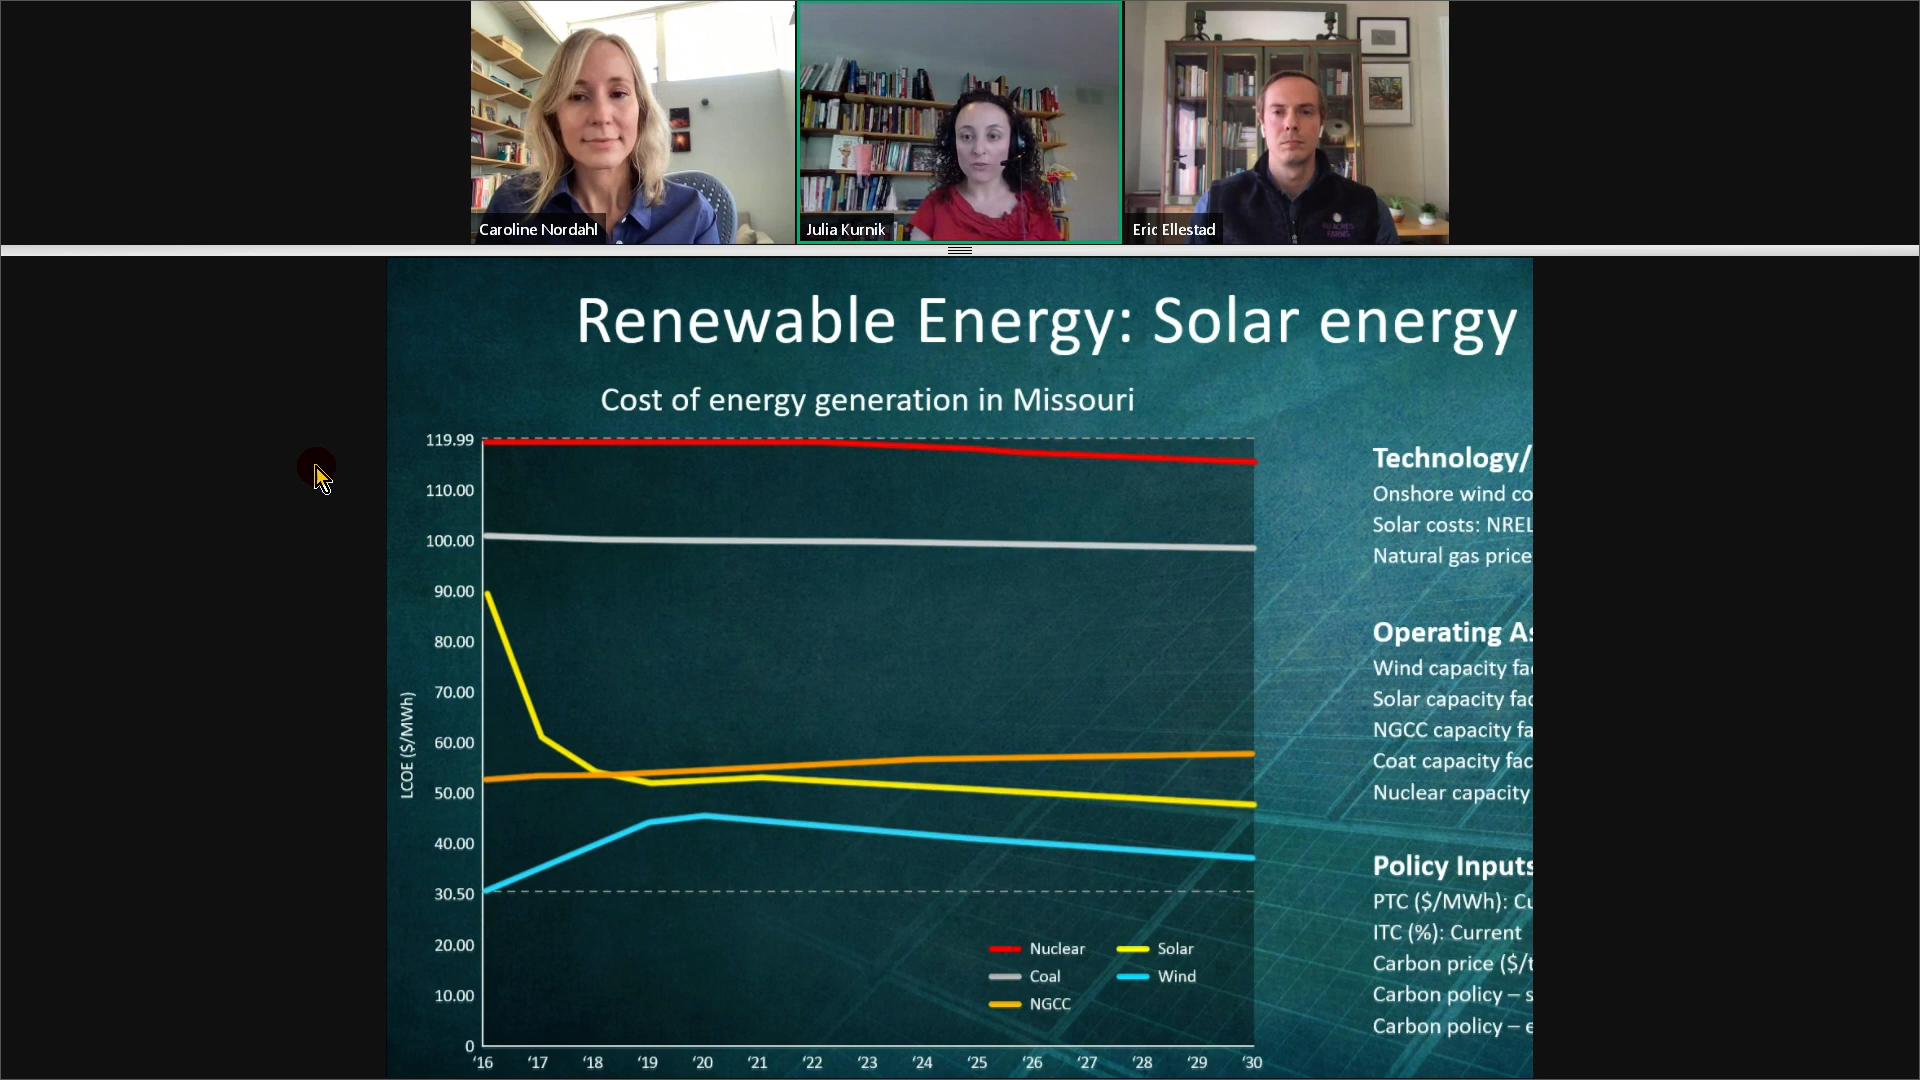 Caroline Nordahl
Julia Kurnik
Eric Ellestad
Renewable Energy: Solar energy
Cost of energy generation in Missouri
119.99
110.00
100.00
90.00
80.00
70.00
60.00
50.00
40.00
30.50
20.00
10.00
0
LCOE ($/MWh)
Nuclear
Solar
Coal
Wind
NGCC
‘16 ‘17 ‘18 ‘19 ‘20 ‘21 ‘22 ‘23 ‘24 ‘25 ‘26 ‘27 ‘28 ‘29 ‘30
Technology/
Onshore wind co
Solar costs: NREL
Natural gas price
Operating As
Wind capacity fac
Solar capacity fac
NGCC capacity fa
Coat capacity fac
Nuclear capacity
Policy Inputs
PTC ($/MWh): Cu
ITC (%): Current
Carbon price ($/t
Carbon policy – s
Carbon policy – e